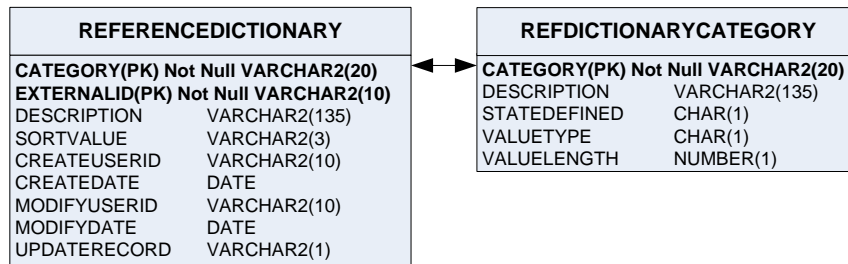 REFERENCEDICTIONARY
CATEGORY(PK) Not Null VARCHAR2(20)
EXTERNALID(PK) Not Null VARCHAR2(10)
DESCRIPTION VARCHAR2(135)
SORTVALUE VARCHAR2(3)
CREATEUSERID VARCHAR2(10)
CREATEDATE DATE
MODIFYUSERID VARCHAR2(10)
MODIFYDATE DATE
UPDATERECORD VARCHAR2(1)
REFDICTIONARYCATEGORY
CATEGORY(PK) Not Null VARCHAR2(20)
DESCRIPTION VARCHAR2(135)
STATEDEFINED CHAR(1)
VALUETYPE CHAR(1)
VALUELENGTH NUMBER(1)